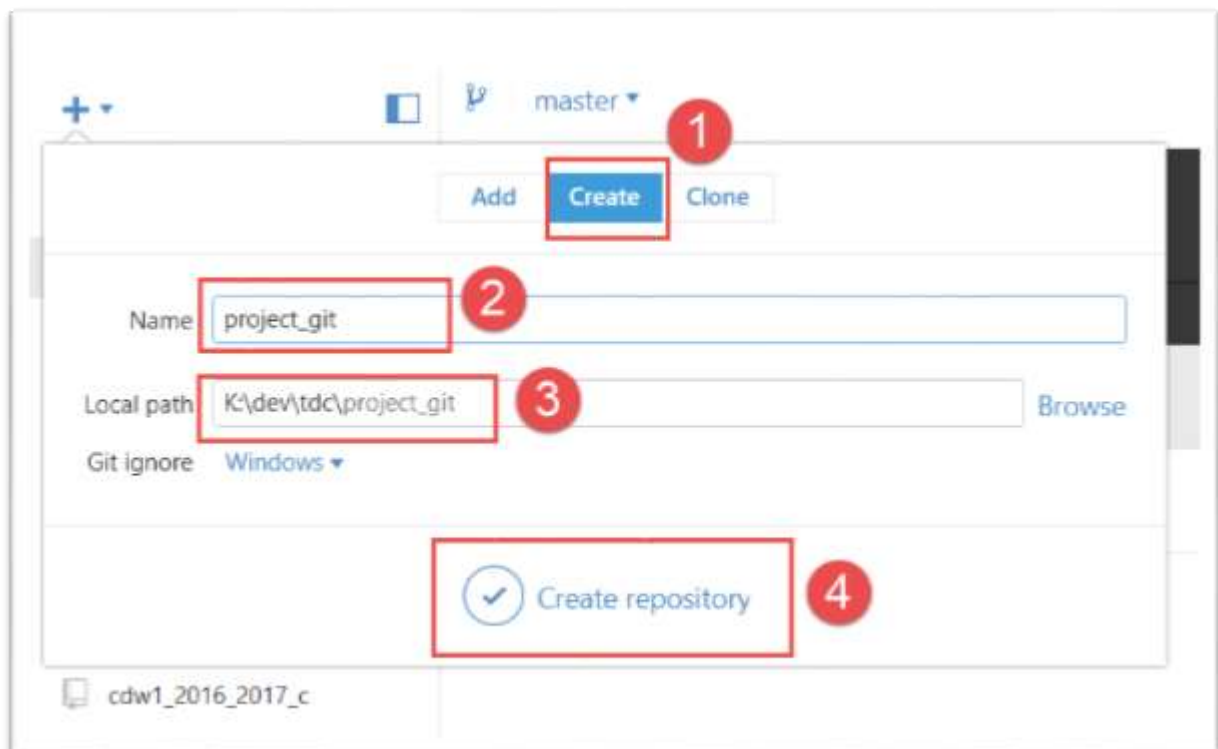 + master
1
Add Create Clone
2
Name project_git
3
Local path K:\dev\tdc\project_git Browse
Git ignore Windows
Create repository 4
cdw1_2016_2017_c